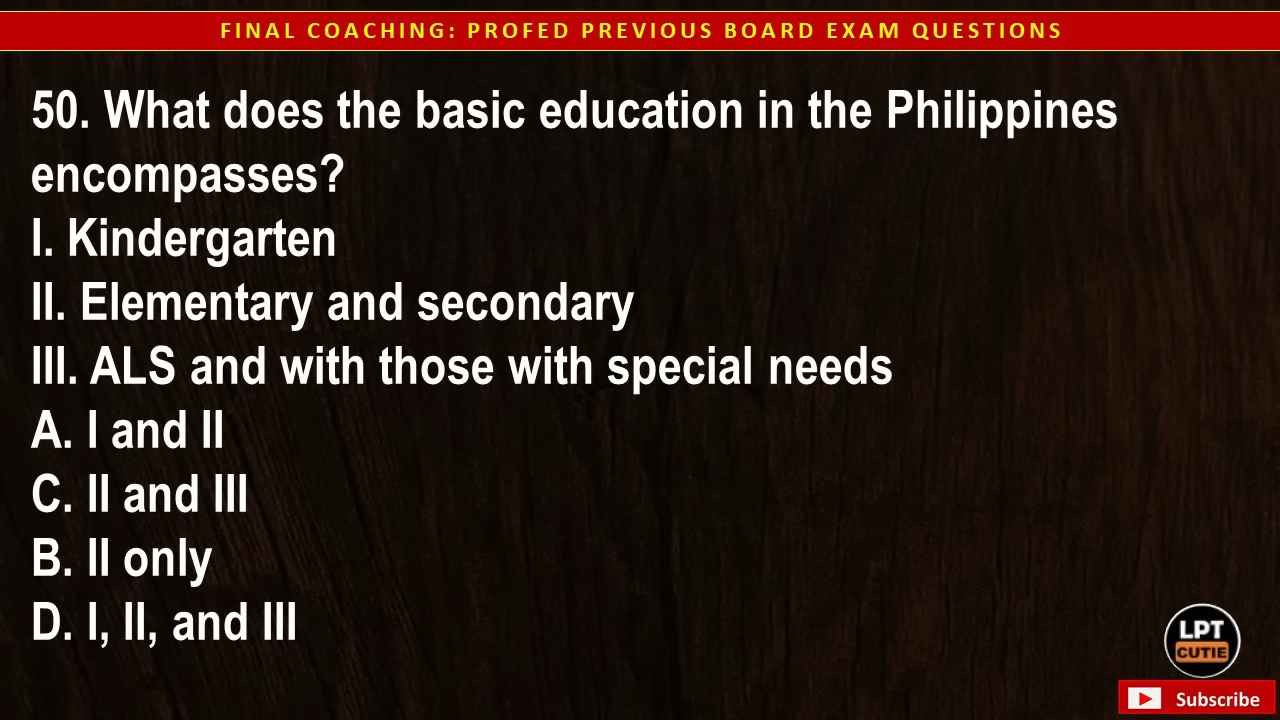 FINAL COACHING: PROFED PREVIOUS BOARD EXAM QUESTIONS
50. What does the basic education in the Philippines
encompasses?
I. Kindergarten
II. Elementary and secondary
III. ALS and with those with special needs
A. I and II
C. II and III
B. II only
D. I, II, and III
LPT
CUTIE
Subscribe